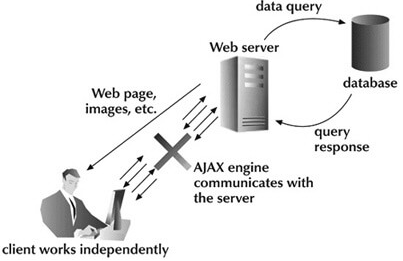 data query
Web server
database
Web page,
images, etc.
query
response
AJAX engine
communicates with
the server
client works independently